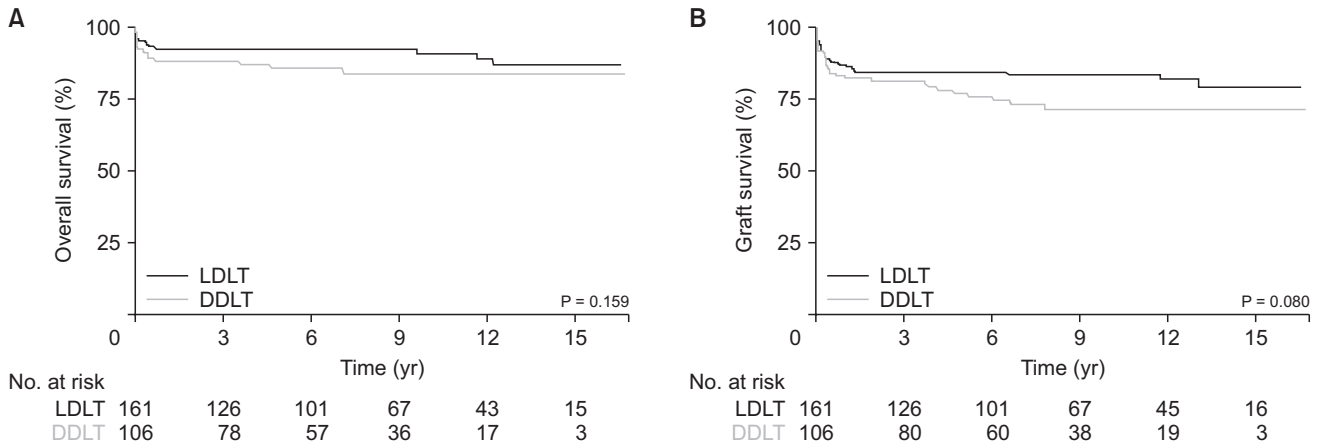 A
100
75
50
25
0
Overall survival (%)
LDLT
DDLT
P = 0.159
3 6 9 12 15
Time (yr)
No. at risk
LDLT 161 126 101 67 43 15
DDLT 106 78 57 36 17 3
B
100
75
50
25
0
Graft survival (%)
LDLT
DDLT
P = 0.080
3 6 9 12 15
Time (yr)
No. at risk
LDLT 161 126 101 67 45 16
DDLT 106 80 60 38 19 3